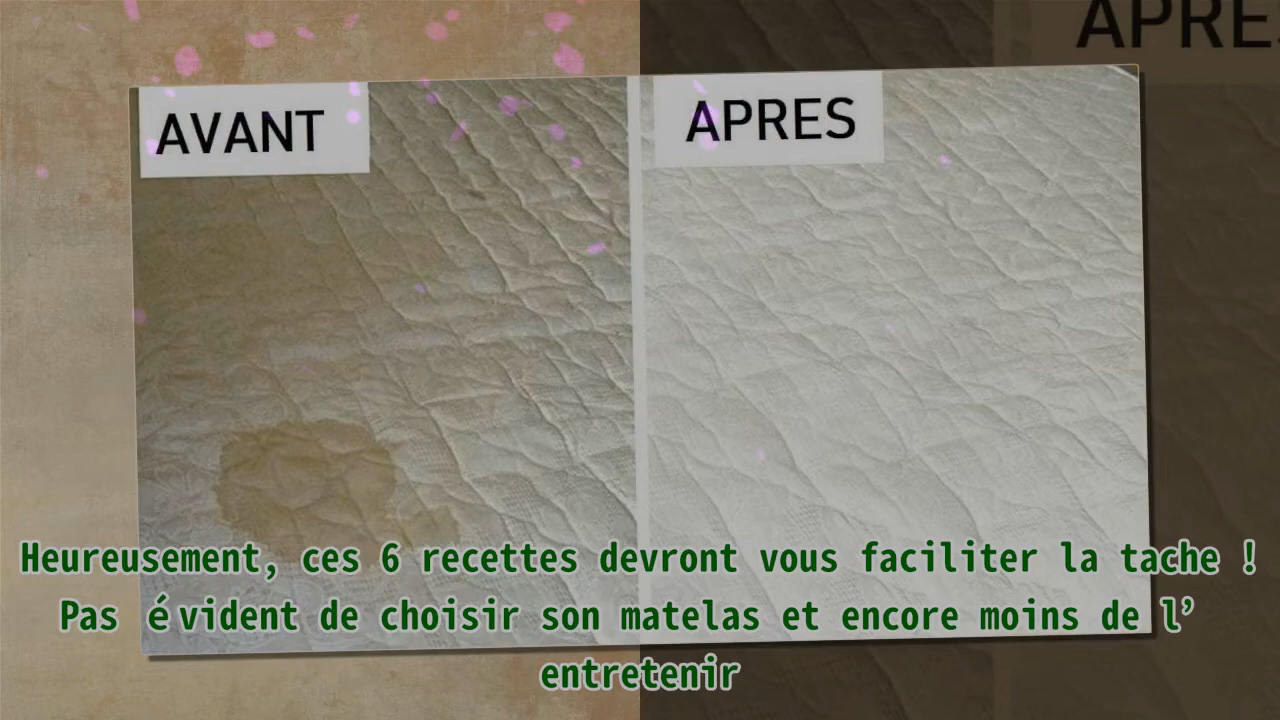 APRES
AVANT
APRES
Heureusement, ces 6 recettes devront vous faciliter la tache !
Pas évident de choisir son matelas et encore moins de l’
entretenir